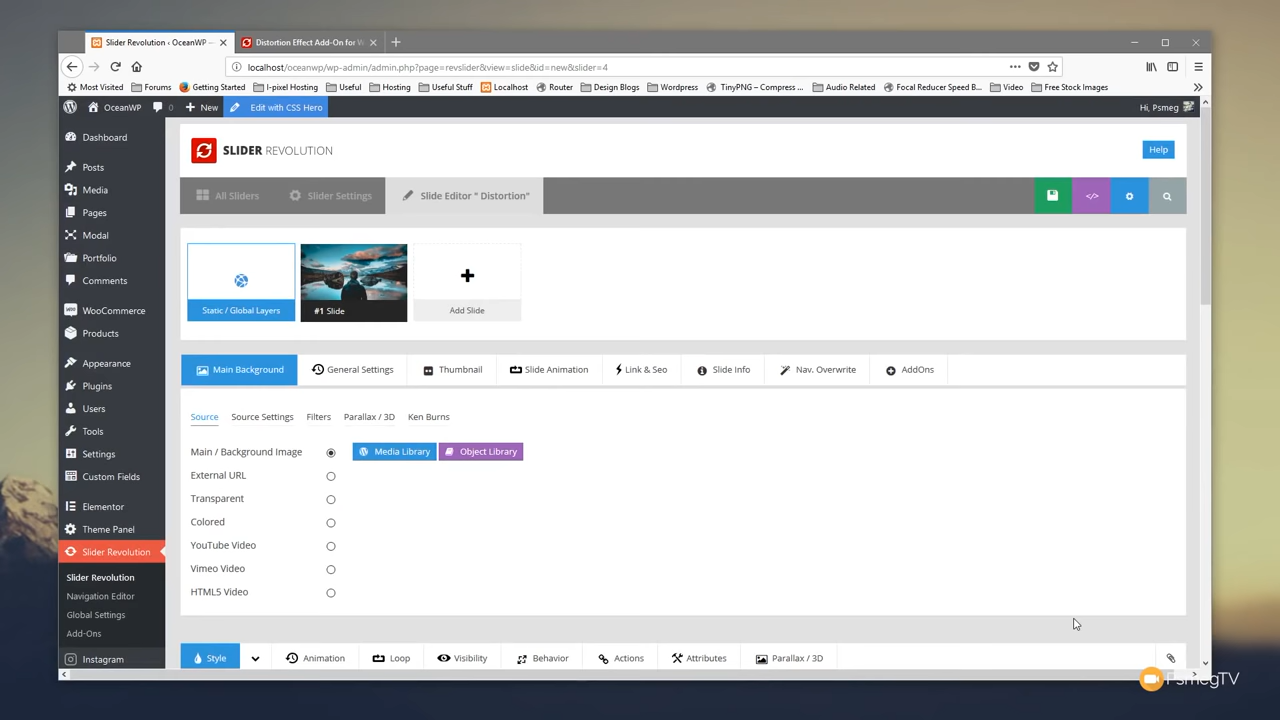 Slider Revolution ‹ OceanWP –
Distortion Effect Add-On for W
localhost/oceanwp/wp-admin/admin.php?page=revslider&view=slide&id=new&slider=4
Most Visited Forums Getting Started I-pixel Hosting Useful Hosting Useful Stuff Localhost Router Design Blogs Wordpress TinyPNG – Compress ... Audio Related Focal Reducer Speed B... Video Free Stock Images
OceanWP 0 New Edit with CSS Hero Hi, Psmeg
Dashboard
Posts
Media
Pages
Modal
Portfolio
Comments
WooCommerce
Products
Appearance
Plugins
Users
Tools
Settings
Custom Fields
Elementor
Theme Panel
Slider Revolution
Slider Revolution
Navigation Editor
Global Settings
Add-Ons
Instagram
SLIDER REVOLUTION
Help
All Sliders Slider Settings Slide Editor " Distortion"
Static / Global Layers #1 Slide Add Slide
Main Background General Settings Thumbnail Slide Animation Link & Seo Slide Info Nav. Overwrite AddOns
Source Source Settings Filters Parallax / 3D Ken Burns
Main / Background Image Media Library Object Library
External URL
Transparent
Colored
YouTube Video
Vimeo Video
HTML5 Video
Style Animation Loop Visibility Behavior Actions Attributes Parallax / 3D
PsmegTV